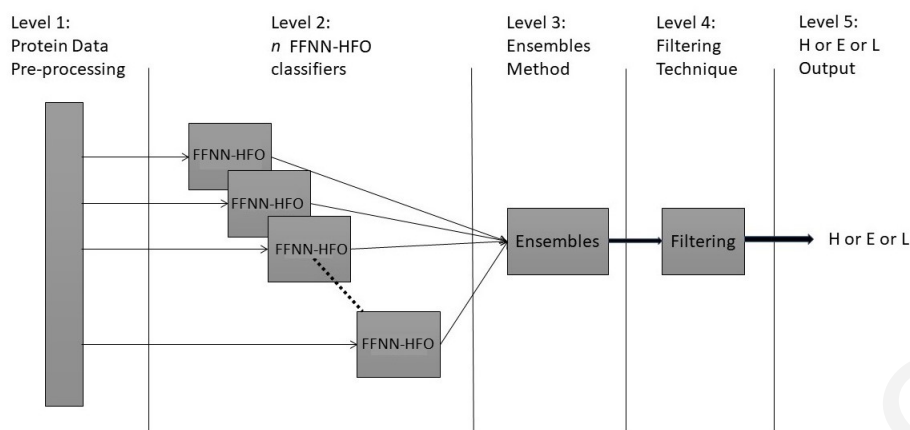 Level 1:
Protein Data
Pre-processing
Level 2:
n FFNN-HFO
classifiers
Level 3:
Ensembles
Method
Level 4:
Filtering
Technique
Level 5:
H or E or L
Output
FFNN-HFO
FFNN-HFO
FFNN-HFO
FFNN-HFO
Ensembles
Filtering
H or E or L